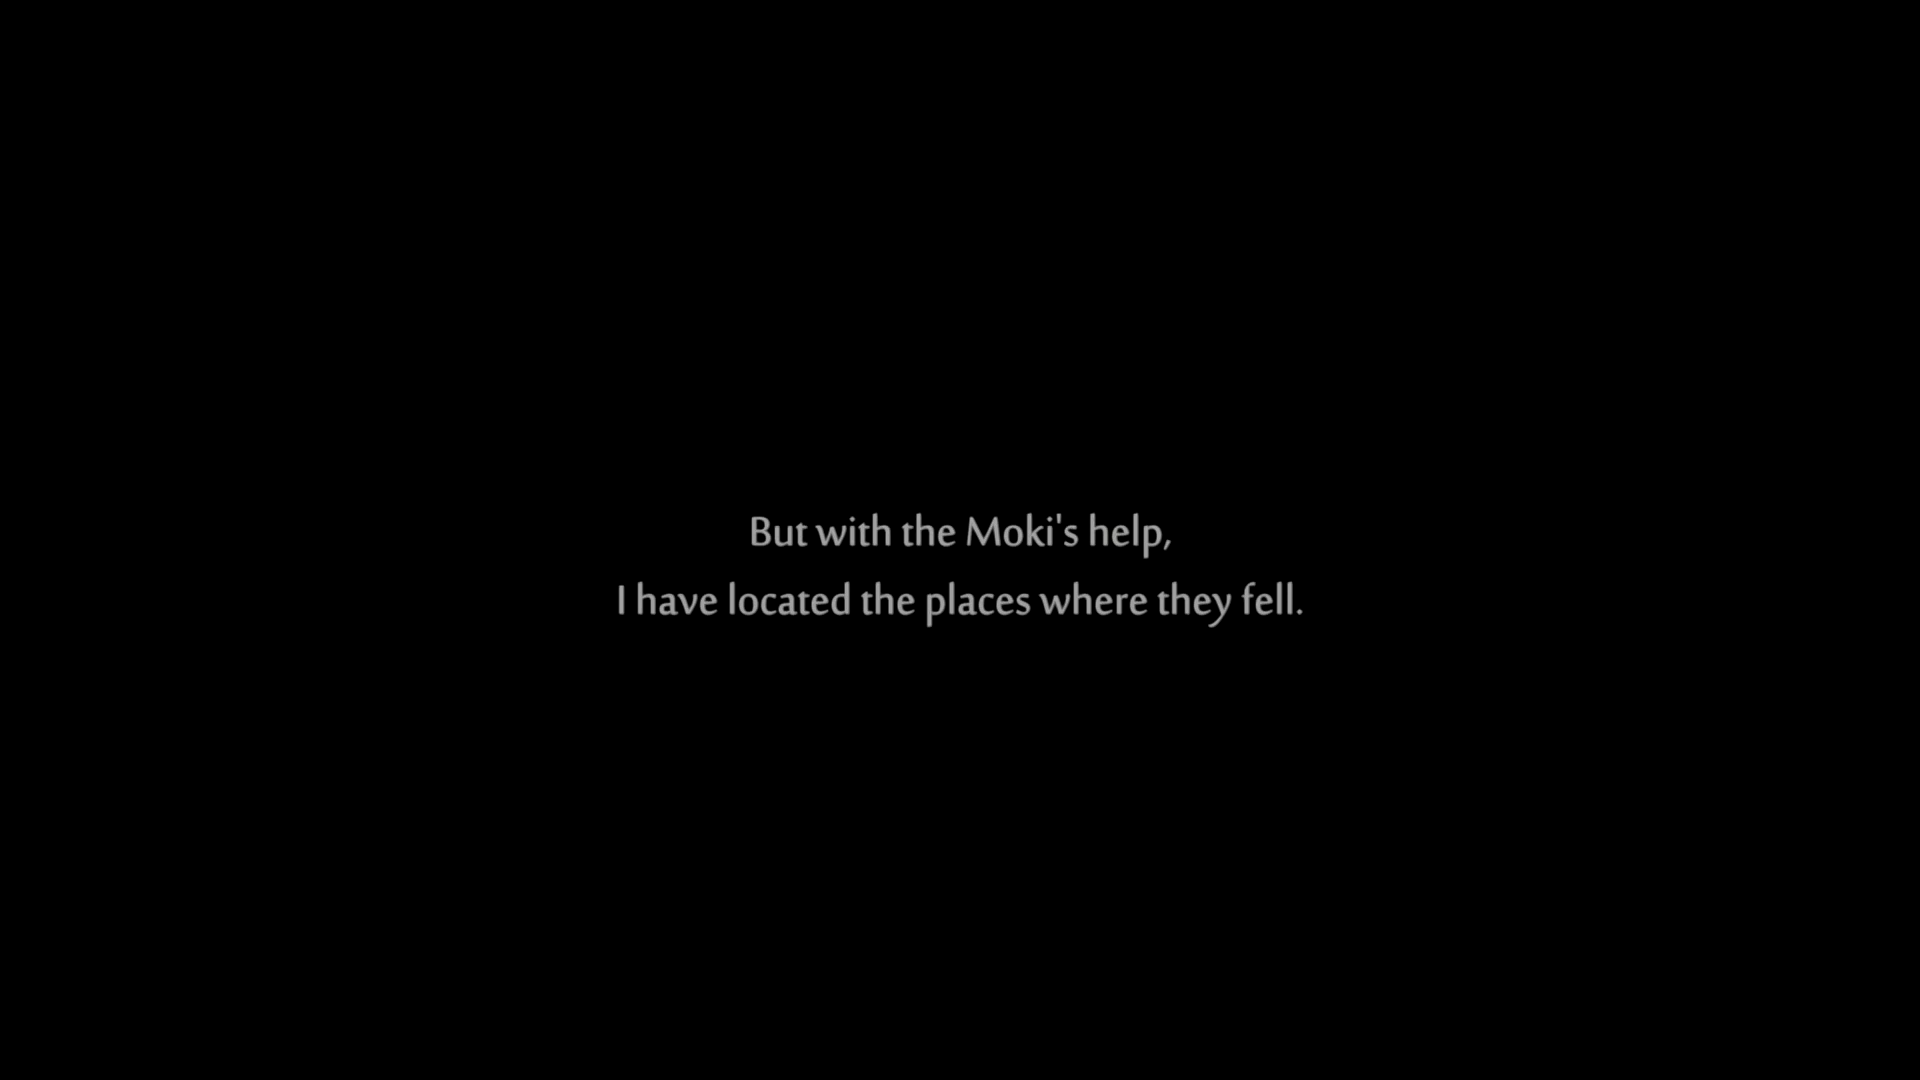 But with the Moki's help,
I have located the places where they fell.